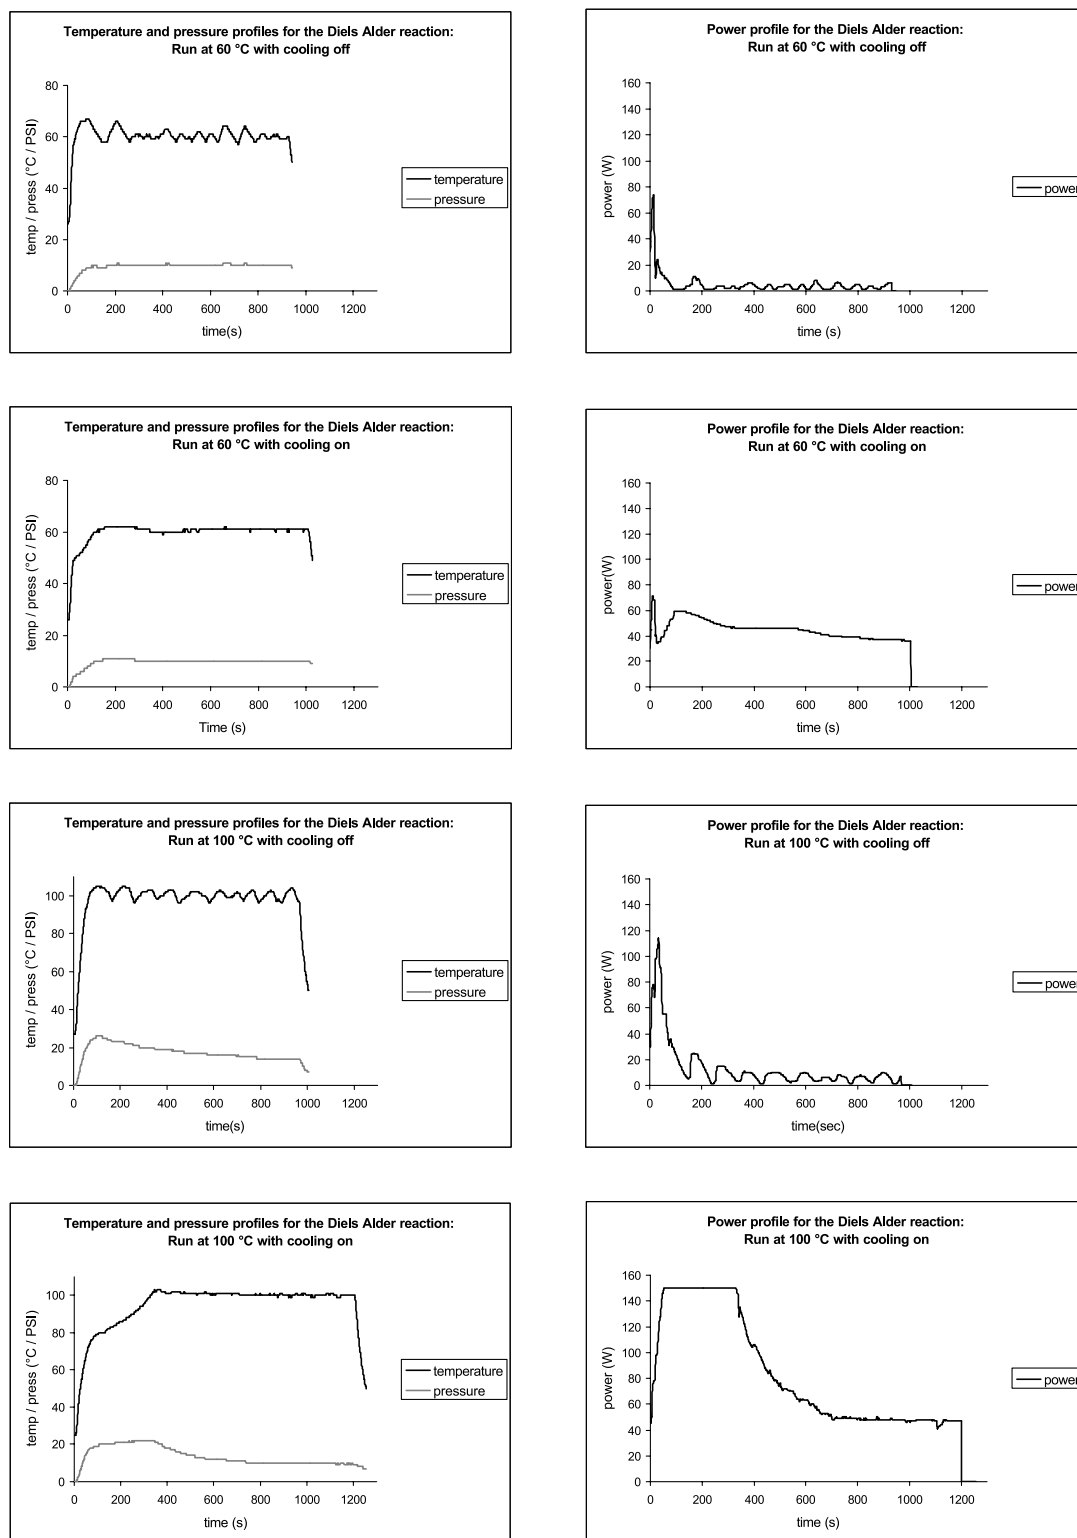 Temperature and pressure profiles for the Diels Alder reaction:
Run at 60 °C with cooling off
temp / press (°C / PSI)
80
60
40
20
0
0 200 400 600 800 1000 1200
time(s)
temperature
pressure
Power profile for the Diels Alder reaction:
Run at 60 °C with cooling off
power (W)
160
140
120
100
80
60
40
20
0
0 200 400 600 800 1000 1200
time (s)
power
Temperature and pressure profiles for the Diels Alder reaction:
Run at 60 °C with cooling on
temp / press (°C / PSI)
80
60
40
20
0
0 200 400 600 800 1000 1200
Time (s)
temperature
pressure
Power profile for the Diels Alder reaction:
Run at 60 °C with cooling on
power(W)
160
140
120
100
80
60
40
20
0
0 200 400 600 800 1000 1200
time (s)
power
Temperature and pressure profiles for the Diels Alder reaction:
Run at 100 °C with cooling off
temp / press (°C / PSI)
100
80
60
40
20
0
0 200 400 600 800 1000 1200
time(s)
temperature
pressure
Power profile for the Diels Alder reaction:
Run at 100 °C with cooling off
power (W)
160
140
120
100
80
60
40
20
0
0 200 400 600 800 1000 1200
time(sec)
power
Temperature and pressure profiles for the Diels Alder reaction:
Run at 100 °C with cooling on
temp / press (°C / PSI)
100
80
60
40
20
0
0 200 400 600 800 1000 1200
time (s)
temperature
pressure
Power profile for the Diels Alder reaction:
Run at 100 °C with cooling on
power (W)
160
140
120
100
80
60
40
20
0
0 200 400 600 800 1000 1200
time (s)
power